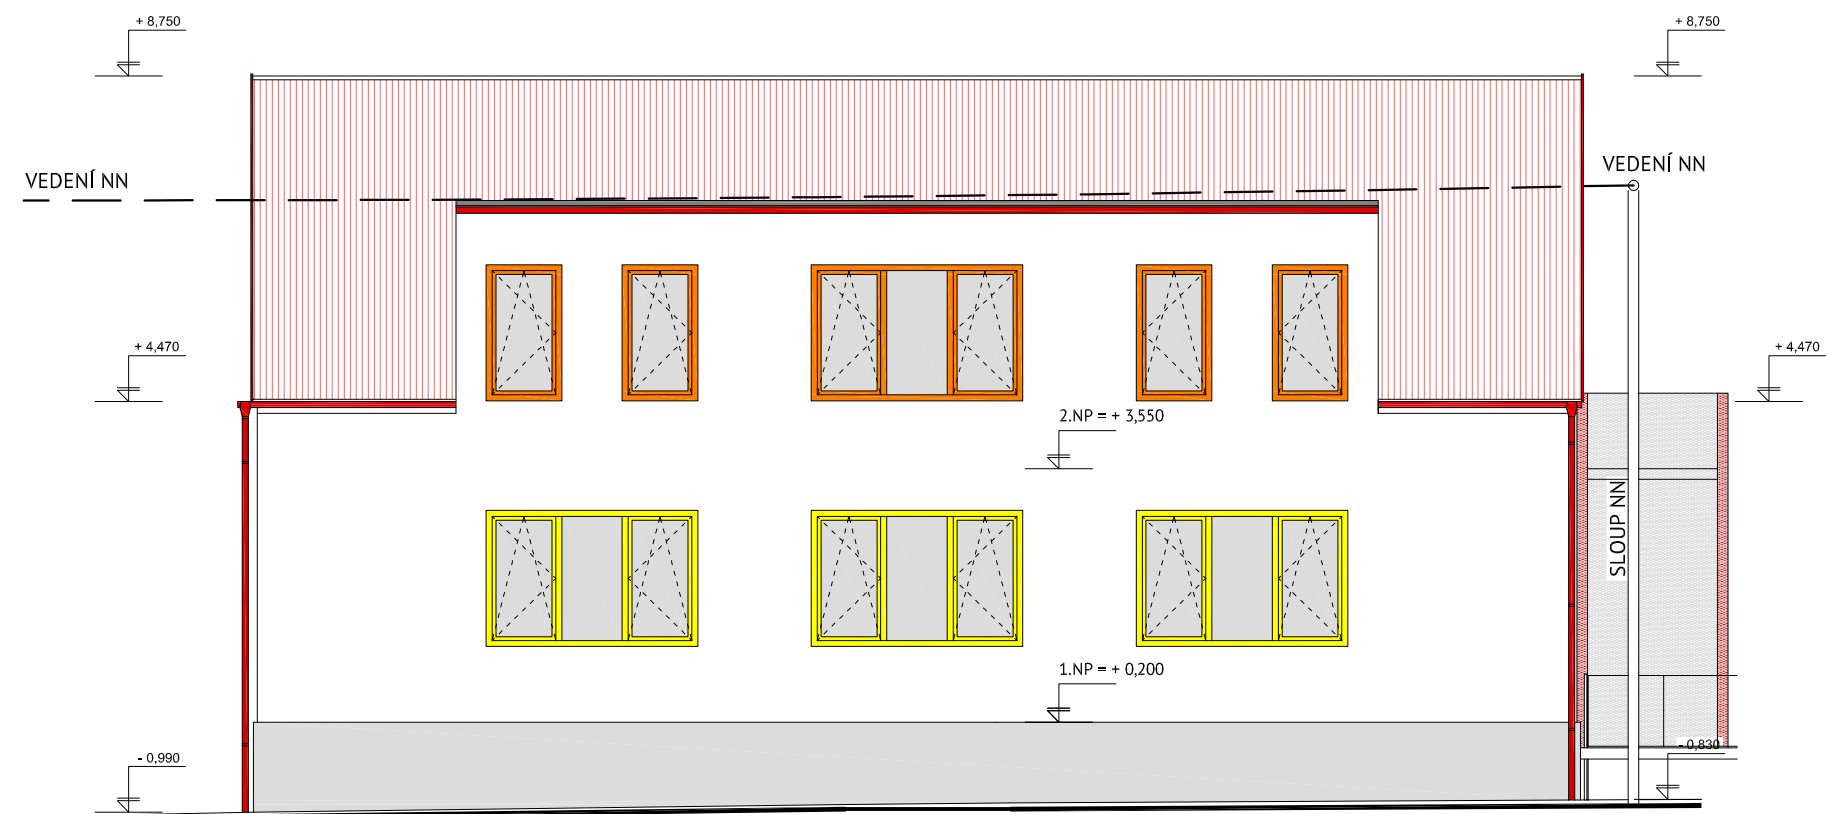 + 8,750
+ 8,750
VEDENÍ NN
VEDENÍ NN
+ 4,470
+ 4,470
2.NP = + 3,550
SLOUP NN
1.NP = + 0,200
- 0,990
- 0,830